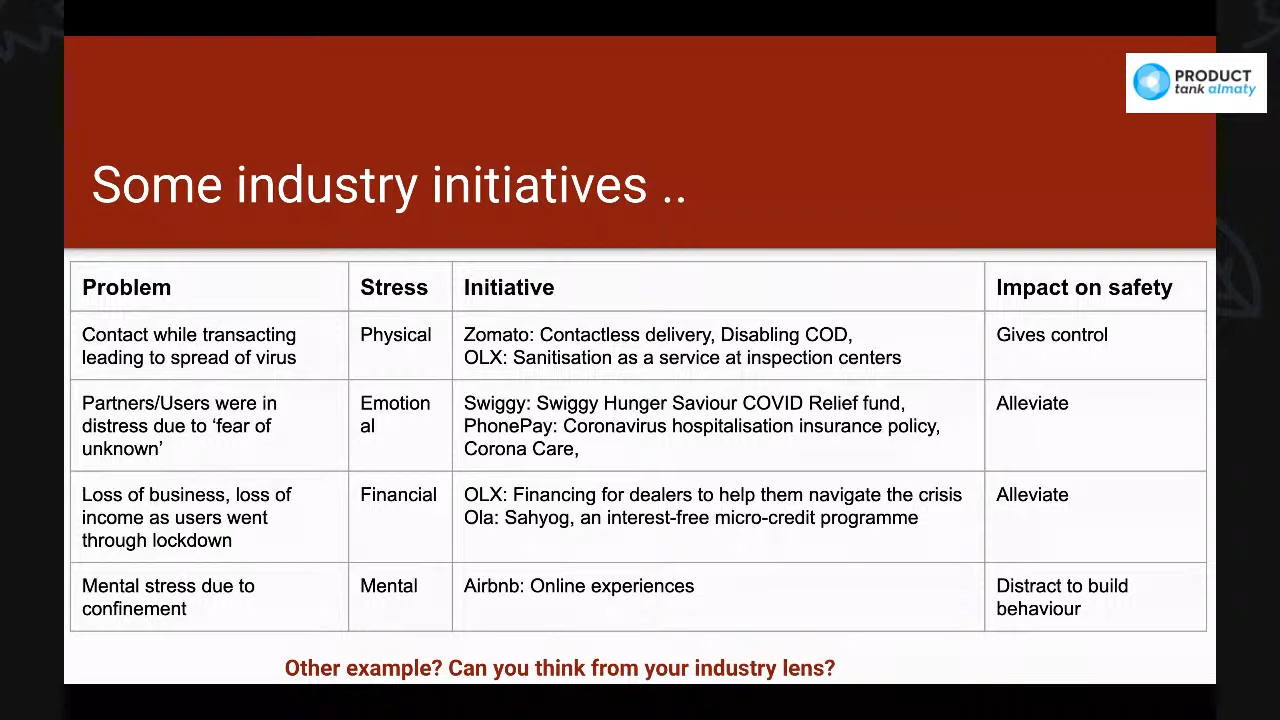 PRODUCT
tank almaty
Some industry initiatives ..
Problem
Stress
Initiative
Impact on safety
Contact while transacting
leading to spread of virus
Physical
Zomato: Contactless delivery, Disabling COD,
OLX: Sanitisation as a service at inspection centers
Gives control
Partners/Users were in
distress due to ‘fear of
unknown’
Emotion
al
Swiggy: Swiggy Hunger Saviour COVID Relief fund,
PhonePay: Coronavirus hospitalisation insurance policy,
Corona Care,
Alleviate
Loss of business, loss of
income as users went
through lockdown
Financial
OLX: Financing for dealers to help them navigate the crisis
Ola: Sahyog, an interest-free micro-credit programme
Alleviate
Mental stress due to
confinement
Mental
Airbnb: Online experiences
Distract to build
behaviour
Other example? Can you think from your industry lens?